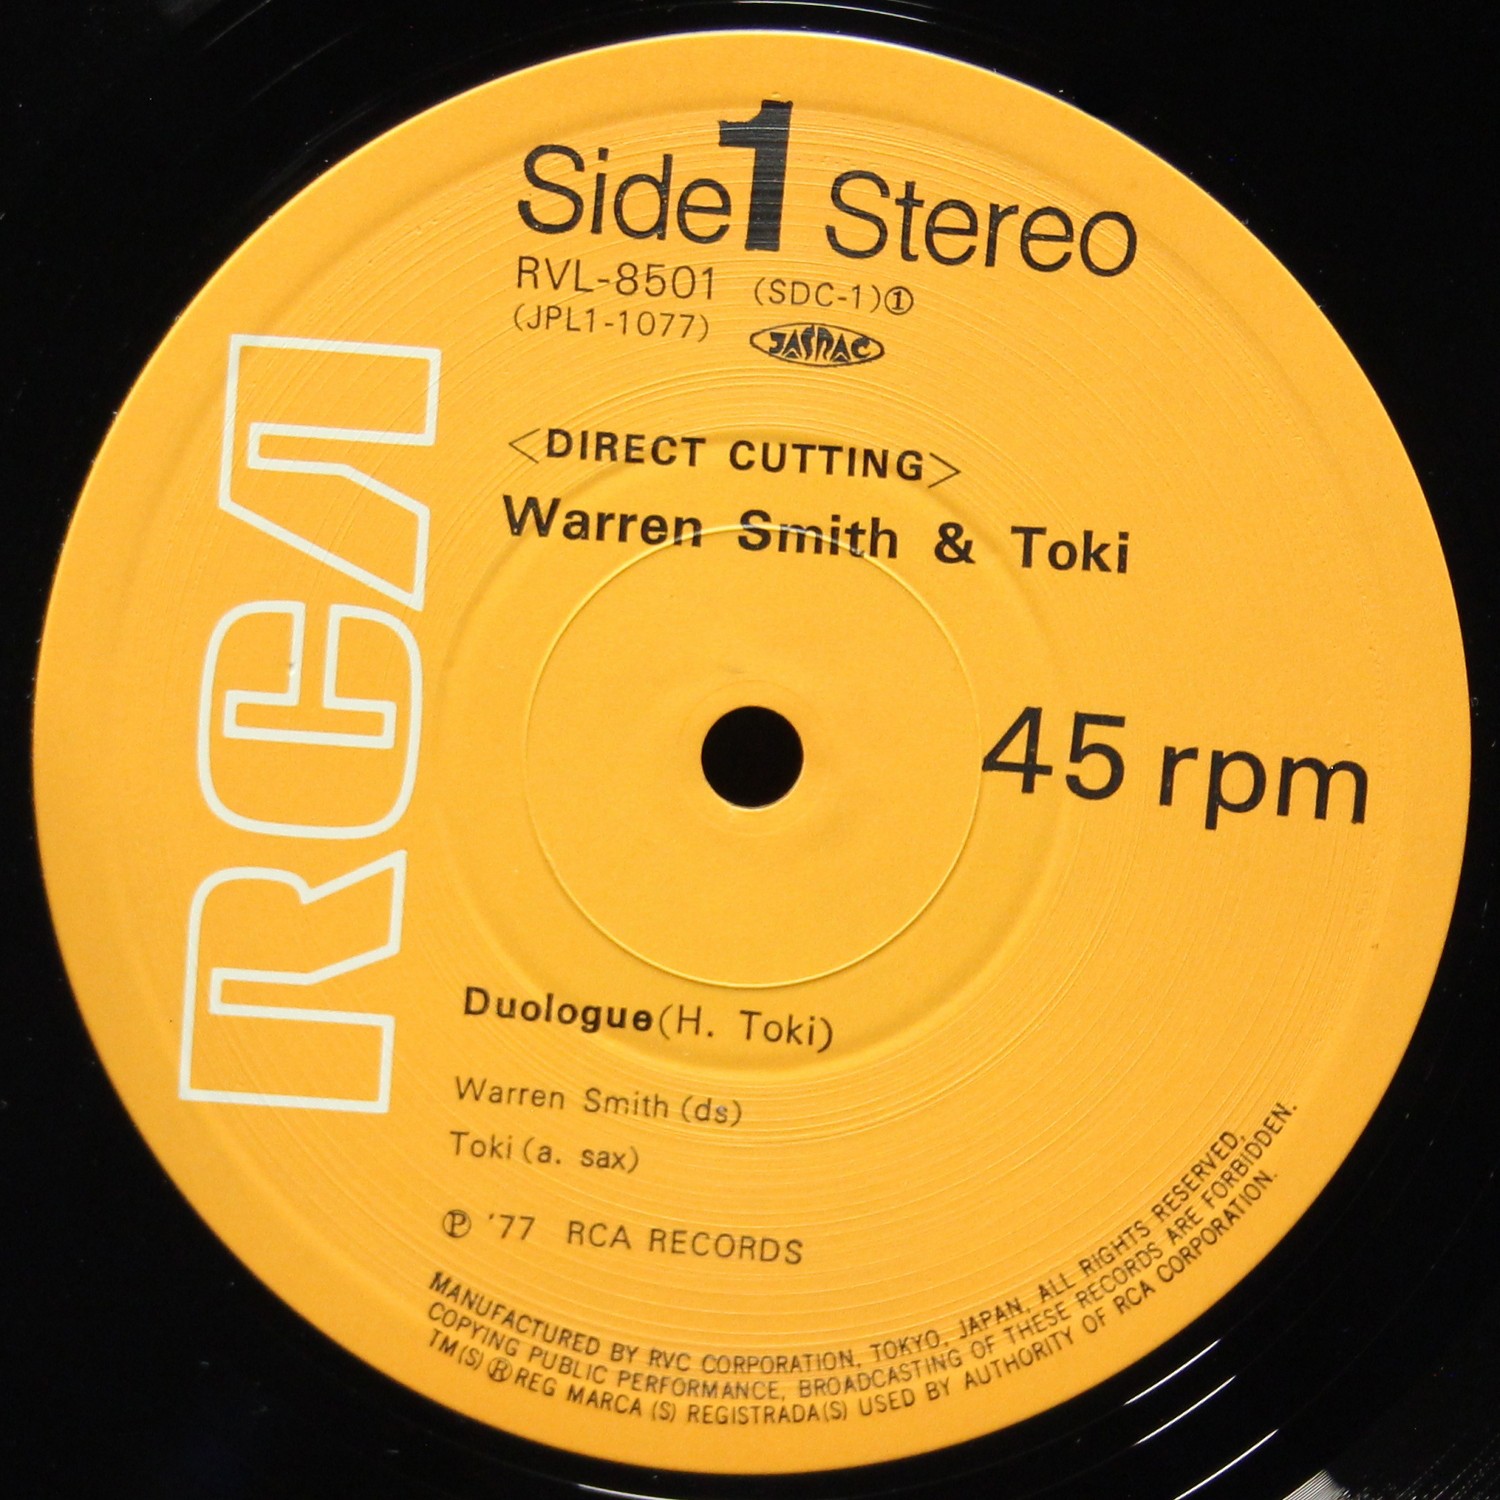 Side 1 Stereo
RVL-8501 (SDC-1)①
(JPL1-1077)
JASRAC
<DIRECT CUTTING>
Warren Smith & Toki
RCA
45 rpm
Duologue (H. Toki)
Warren Smith (ds)
Toki (a. sax)
Ⓟ '77 RCA RECORDS
MANUFACTURED BY RVC CORPORATION, TOKYO, JAPAN, ALL RIGHTS RESERVED,
COPYING PUBLIC PERFORMANCE, BROADCASTING OF THESE RECORDS ARE FORBIDDEN.
TM(S) ® REG MARCA (S) REGISTRADA(S) USED BY AUTHORITY OF RCA CORPORATION.